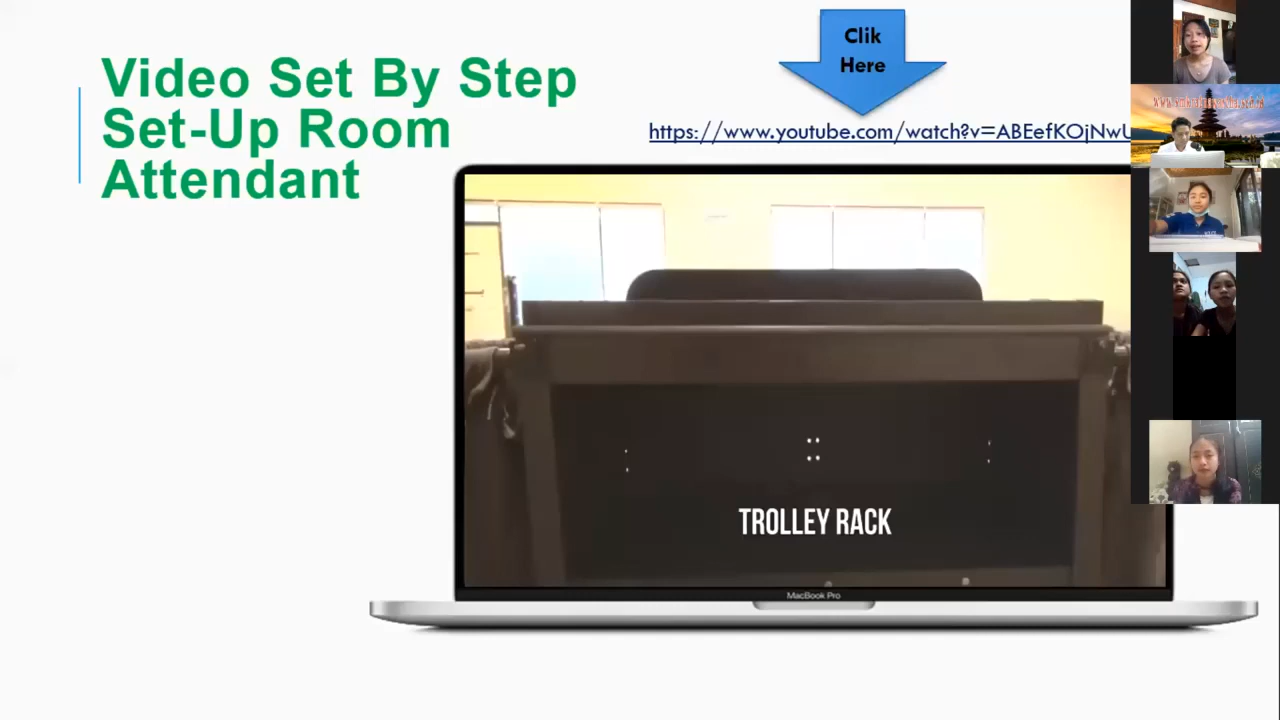 Video Set By Step
Set-Up Room
Attendant
Clik
Here
https://www.youtube.com/watch?v=ABEefKOjNwU
TROLLEY RACK
MacBook Pro